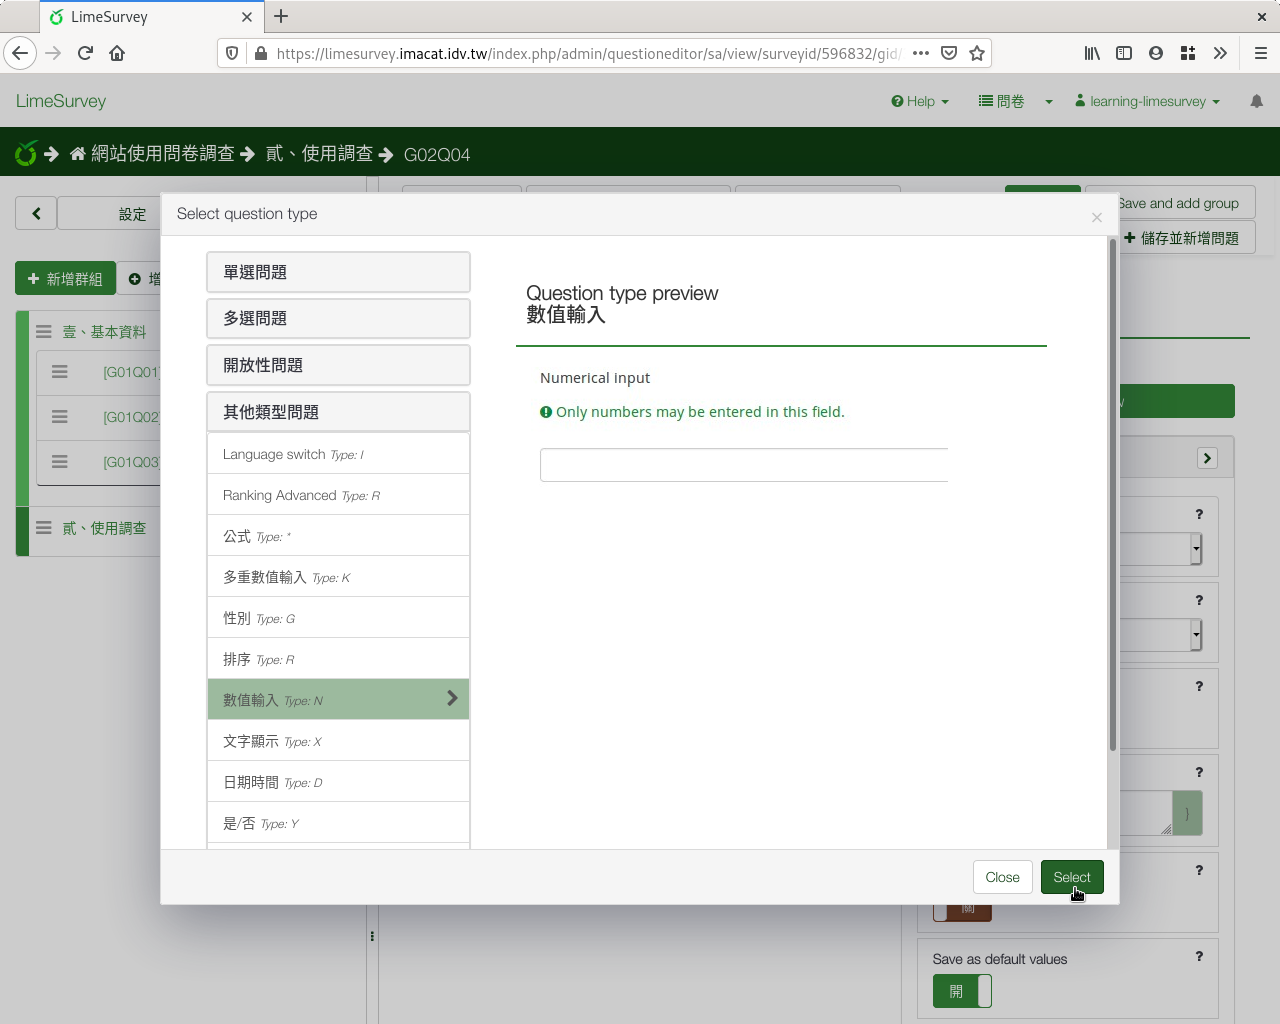 LimeSurvey
https://limesurvey.imacat.idv.tw/index.php/admin/questioneditor/sa/view/surveyid/596832/gid/
LimeSurvey
Help
問卷
learning-limesurvey
網站使用問卷調查
貳、使用調查
G02Q04
設定
Save and add group
儲存並新增問題
新增群組
增
壹、基本資料
[G01Q01]
[G01Q02]
[G01Q03]
貳、使用調查
Select question type
×
單選問題
多選問題
開放性問題
其他類型問題
Language switch Type: I
Ranking Advanced Type: R
公式 Type: *
多重數值輸入 Type: K
性別 Type: G
排序 Type: R
數值輸入 Type: N
文字顯示 Type: X
日期時間 Type: D
是/否 Type: Y
Question type preview
數值輸入
Numerical input
Only numbers may be entered in this field.
Close
Select
?
?
?
?
}
?
關
Save as default values
?
開